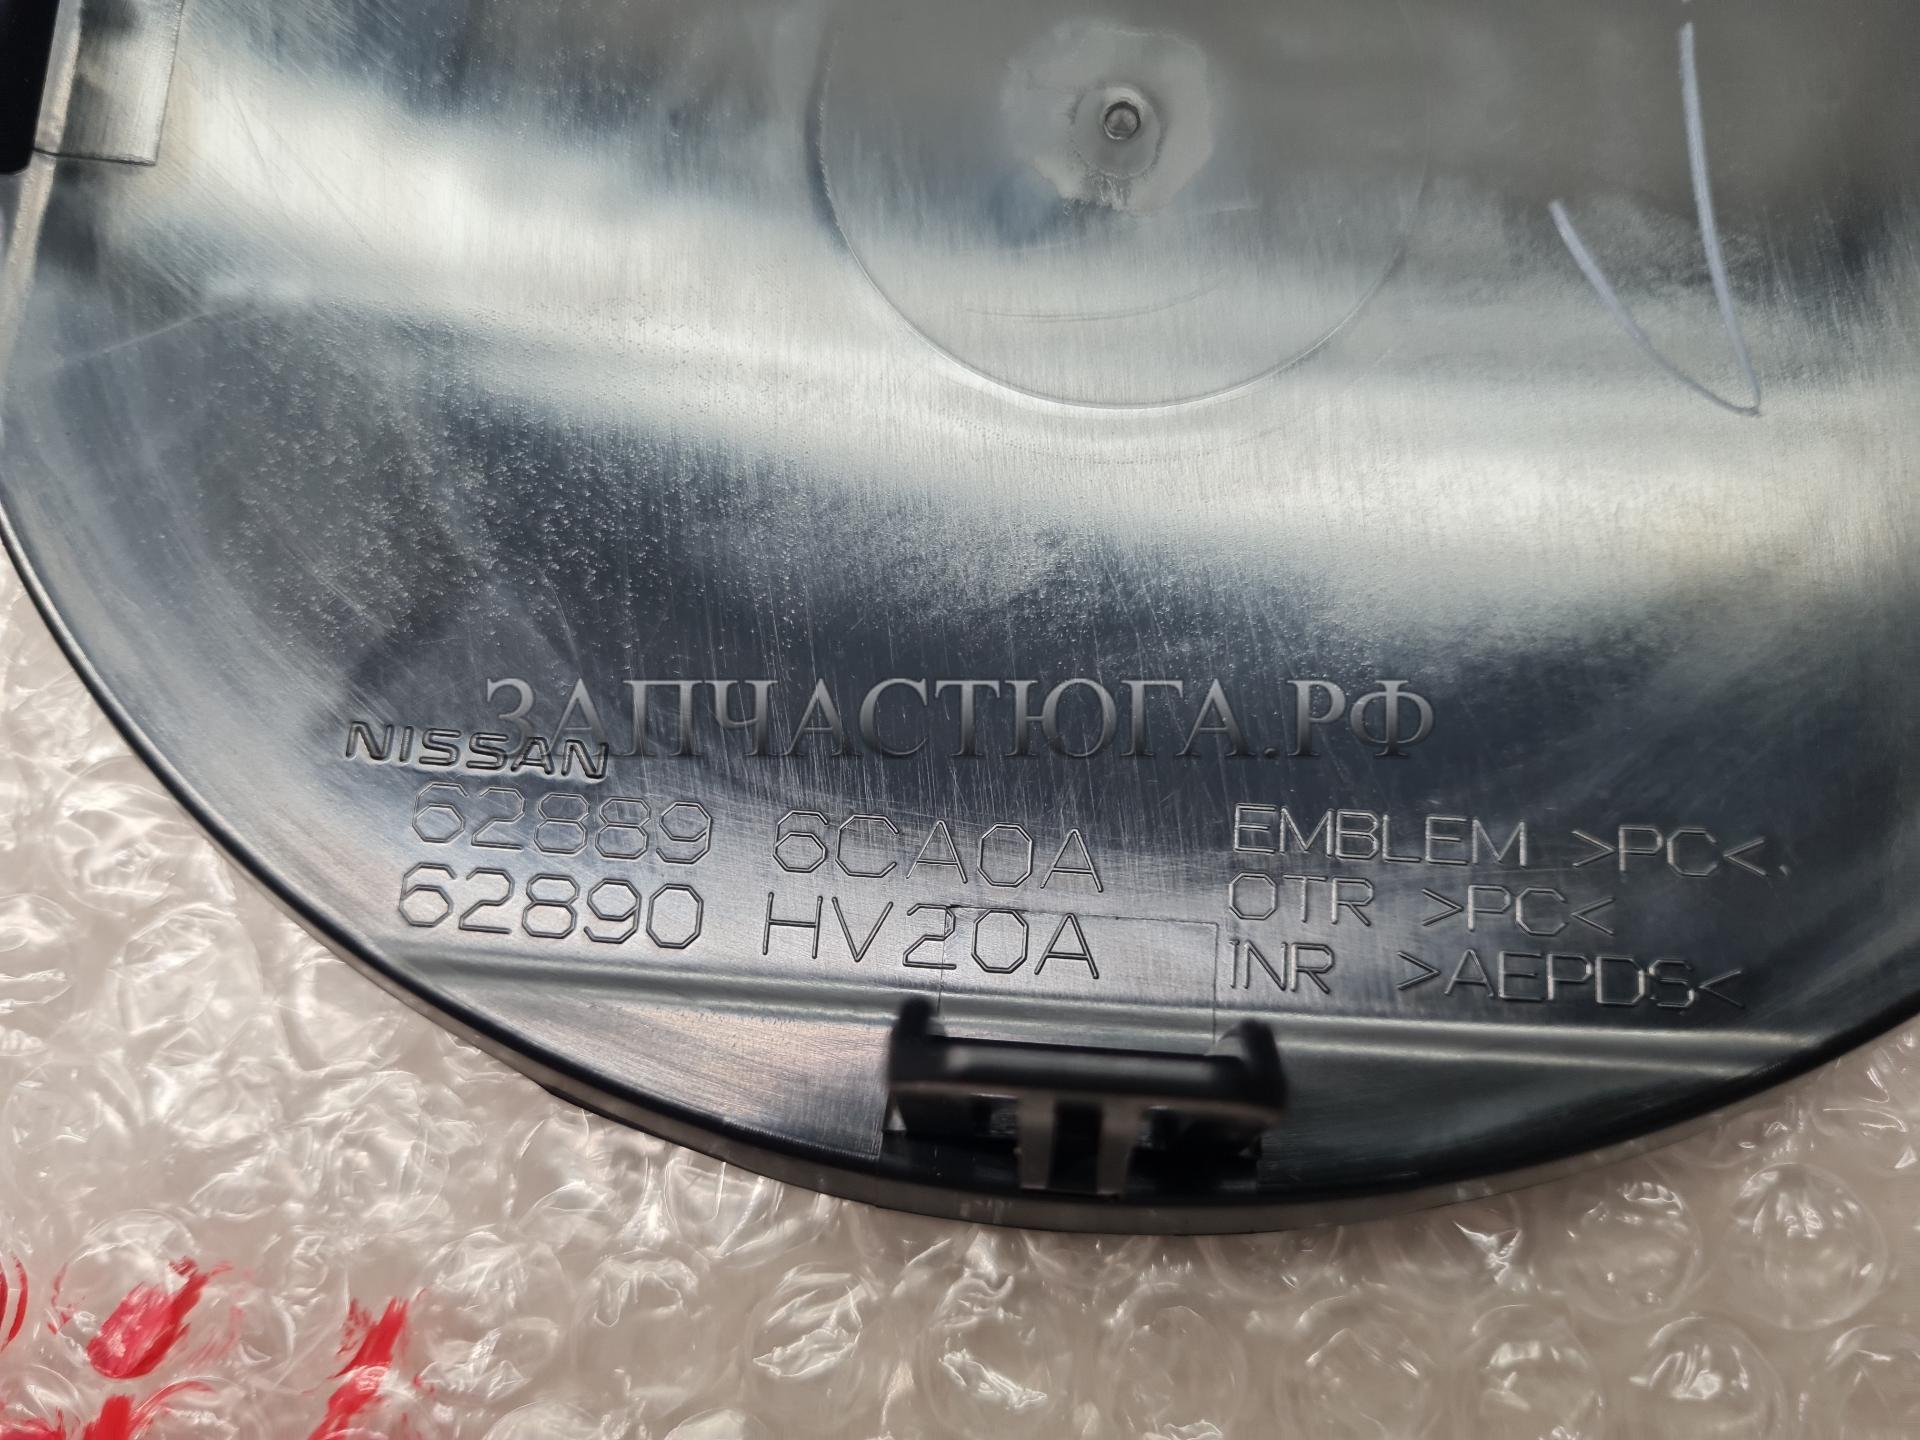 ЗАПЧАСТЮГА.РФ
NISSAN
62889 6CA0A
62890 HV20A
EMBLEM >PC<.
OTR >PC<
INR >AEPDS<